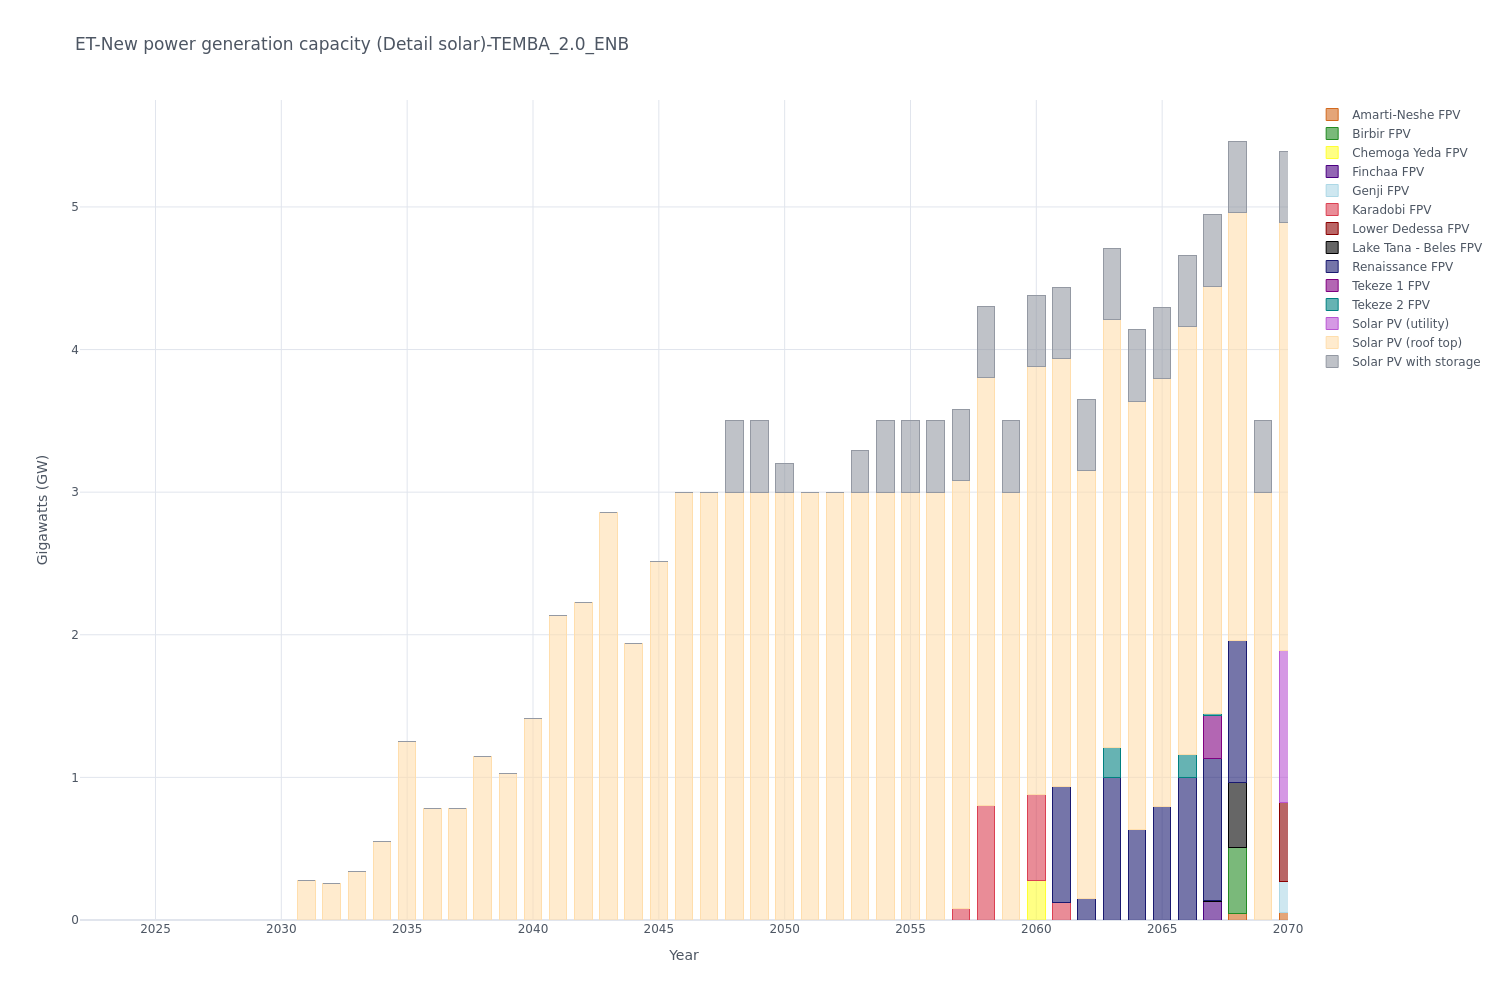 ET-New power generation capacity (Detail solar)-TEMBA_2.0_ENB
Amarti-Neshe FPV
Birbir FPV
Chemoga Yeda FPV
Finchaa FPV
Genji FPV
Karadobi FPV
Lower Dedessa FPV
Lake Tana - Beles FPV
Renaissance FPV
Tekeze 1 FPV
Tekeze 2 FPV
Solar PV (utility)
Solar PV (roof top)
Solar PV with storage
Gigawatts (GW)
5
4
3
2
1
0
2025 2030 2035 2040 2045 2050 2055 2060 2065 2070
Year